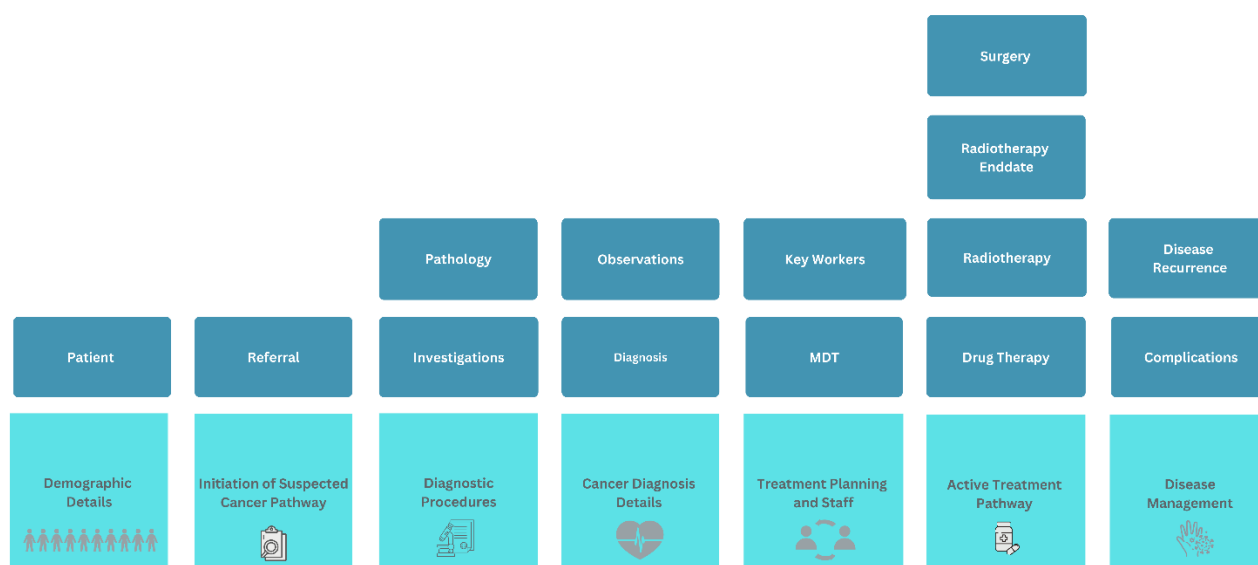 Surgery
Radiotherapy
Enddate
Pathology
Observations
Key Workers
Radiotherapy
Disease
Recurrence
Patient
Referral
Investigations
Diagnosis
MDT
Drug Therapy
Complications
Demographic
Details
Initiation of Suspected
Cancer Pathway
Diagnostic
Procedures
Cancer Diagnosis
Details
Treatment Planning
and Staff
Active Treatment
Pathway
Disease
Management